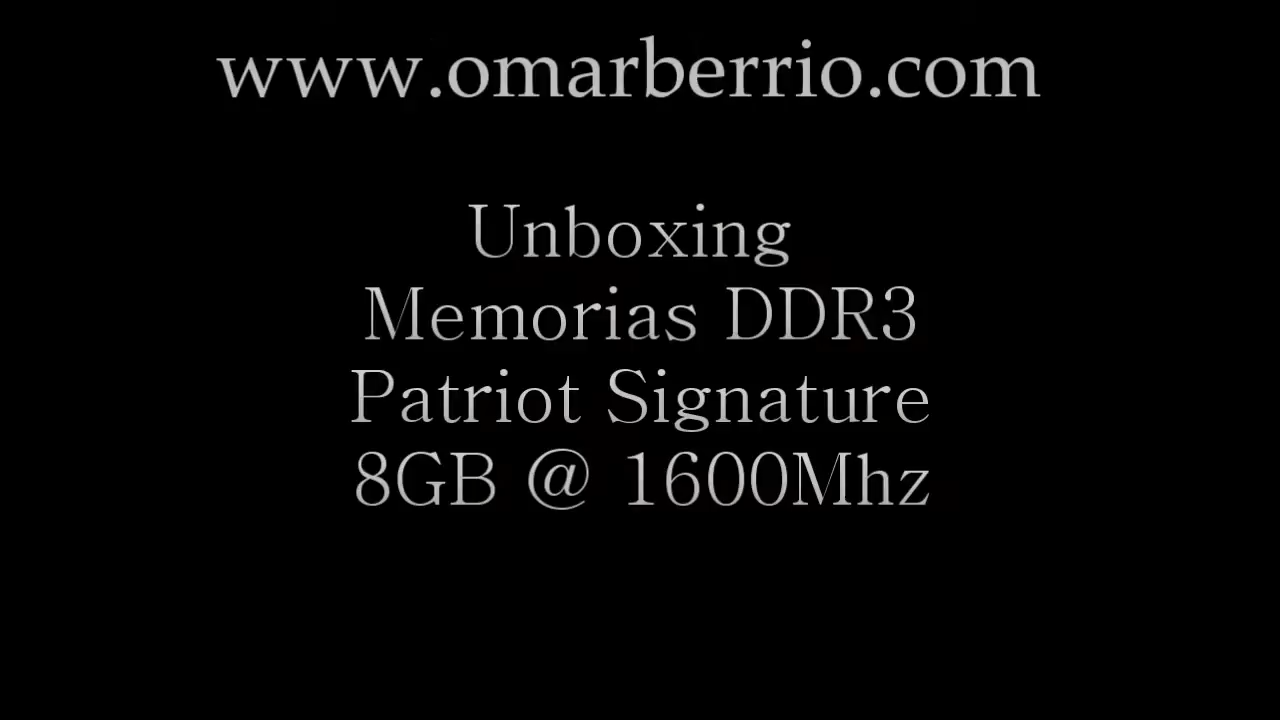 www.omarberrio.com
Unboxing
Memorias DDR3
Patriot Signature
8GB @ 1600Mhz